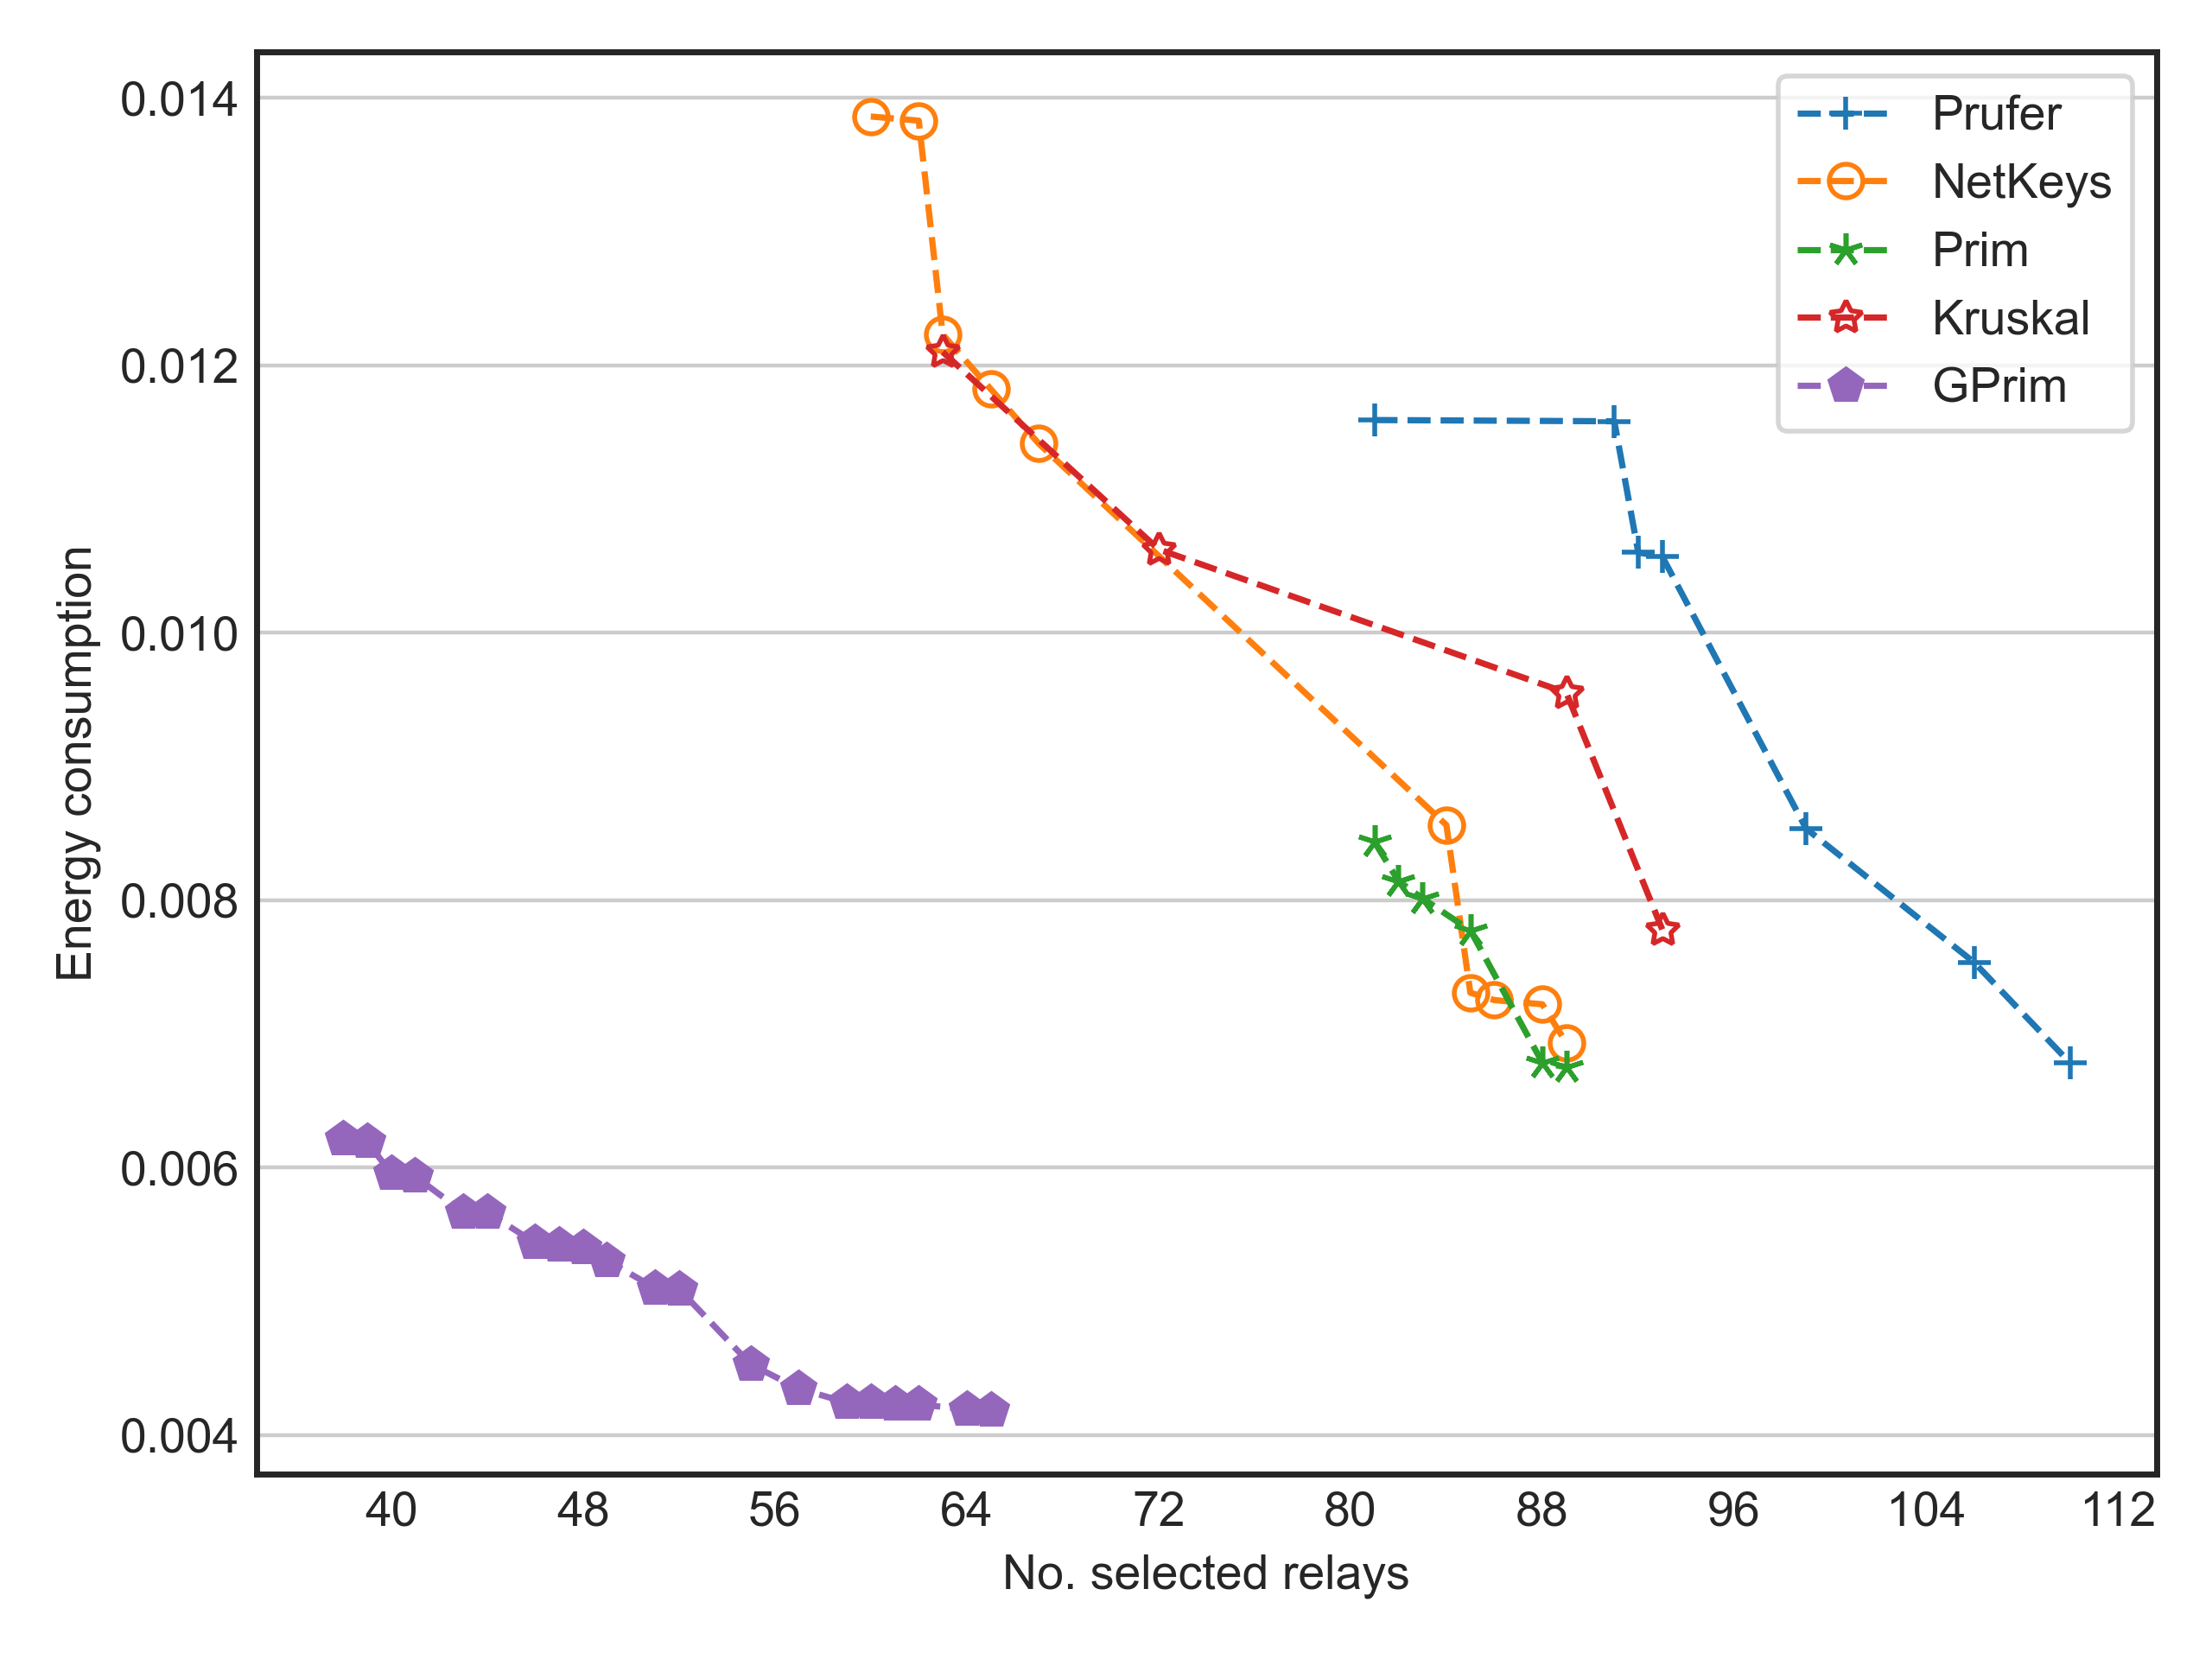 0.014
0.012
0.010
0.008
0.006
0.004
Energy consumption
40 48 56 64 72 80 88 96 104 112
No. selected relays
Prufer
NetKeys
Prim
Kruskal
GPrim